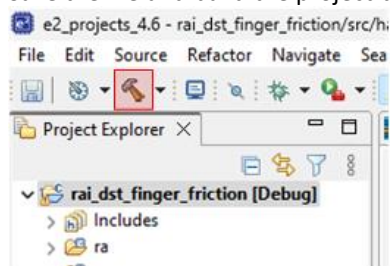 e2_projects_4.6 - rai_dst_finger_friction/src/h
File Edit Source Refactor Navigate Sea
Project Explorer
rai_dst_finger_friction [Debug]
Includes
ra